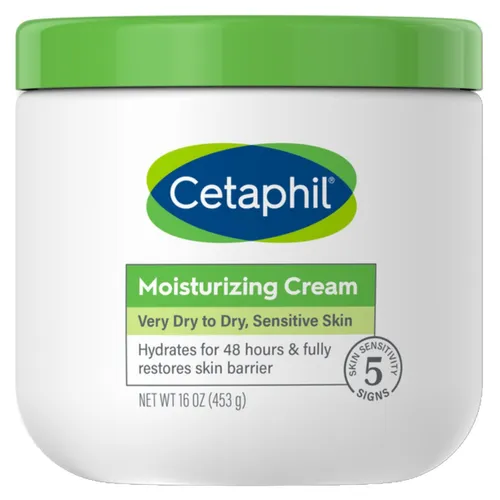 Cetaphil®
Moisturizing Cream
Very Dry to Dry, Sensitive Skin
Hydrates for 48 hours & fully
restores skin barrier
SKIN SENSITIVITY
5
SIGNS
NET WT 16 OZ (453 g)